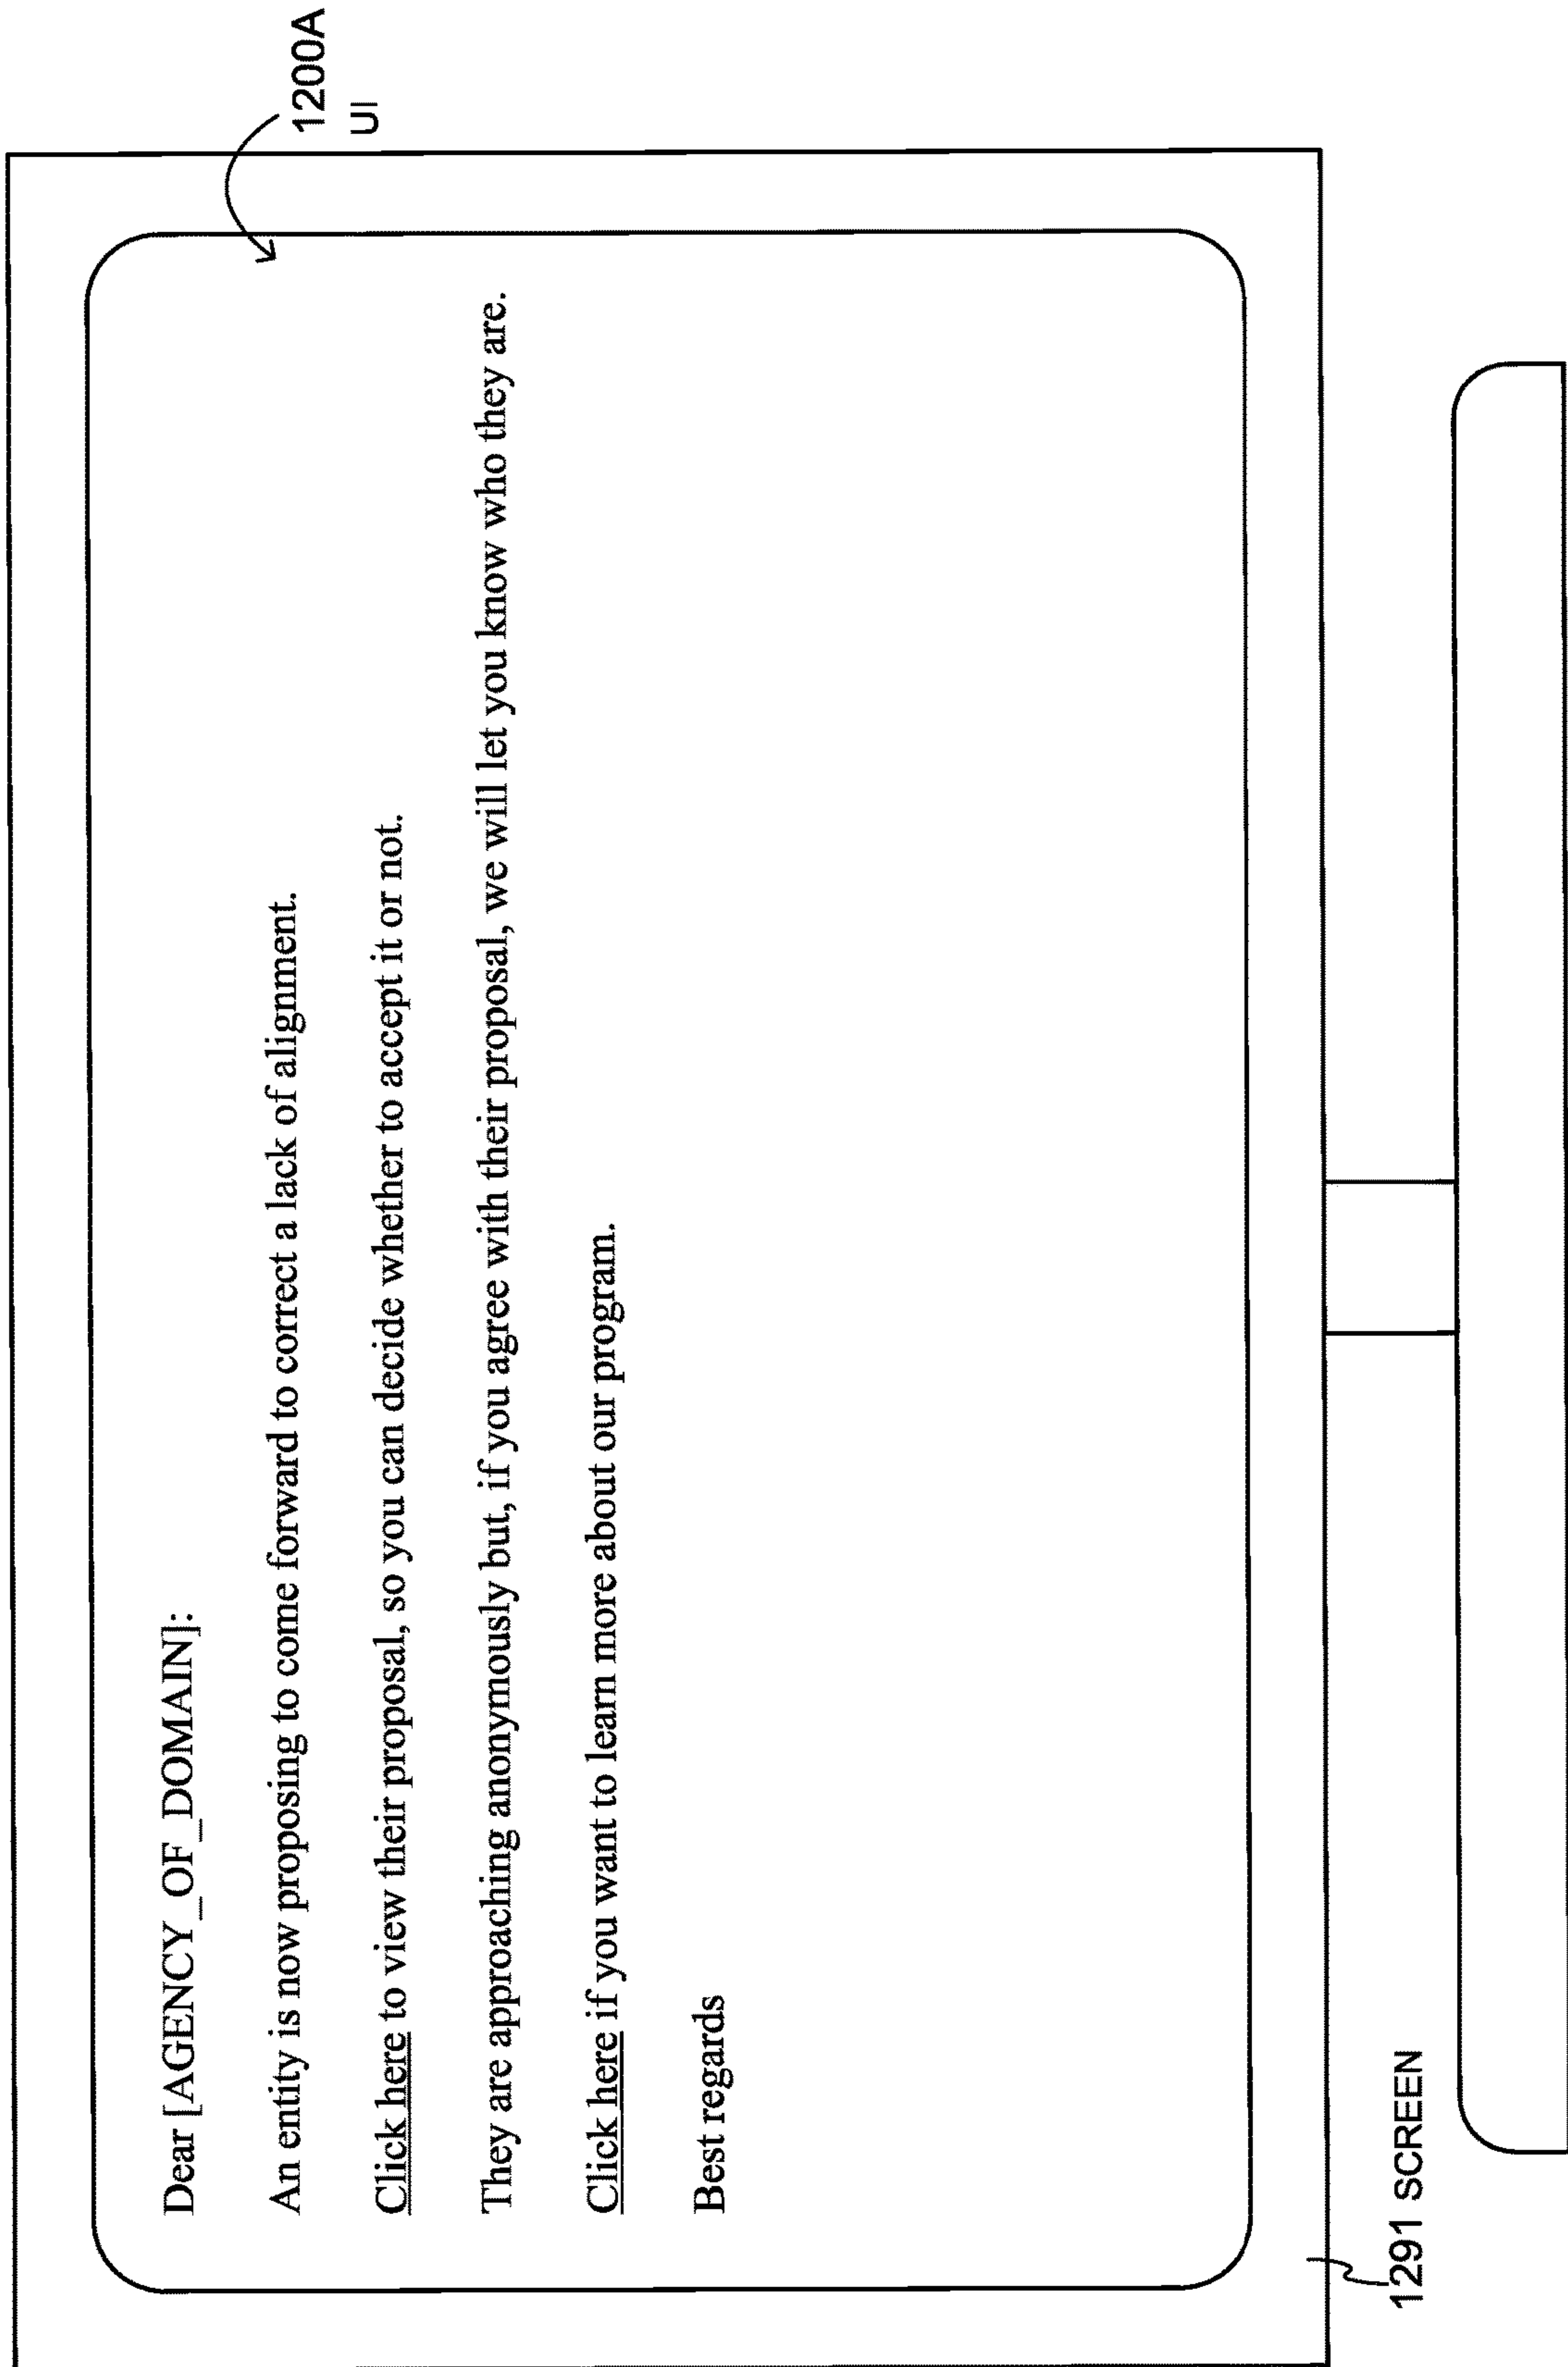 1200A
UI
Dear [AGENCY_OF_DOMAIN]:
An entity is now proposing to come forward to correct a lack of alignment.
Click here to view their proposal, so you can decide whether to accept it or not.
They are approaching anonymously but, if you agree with their proposal, we will let you know who they are.
Click here if you want to learn more about our program.
Best regards
1291 SCREEN